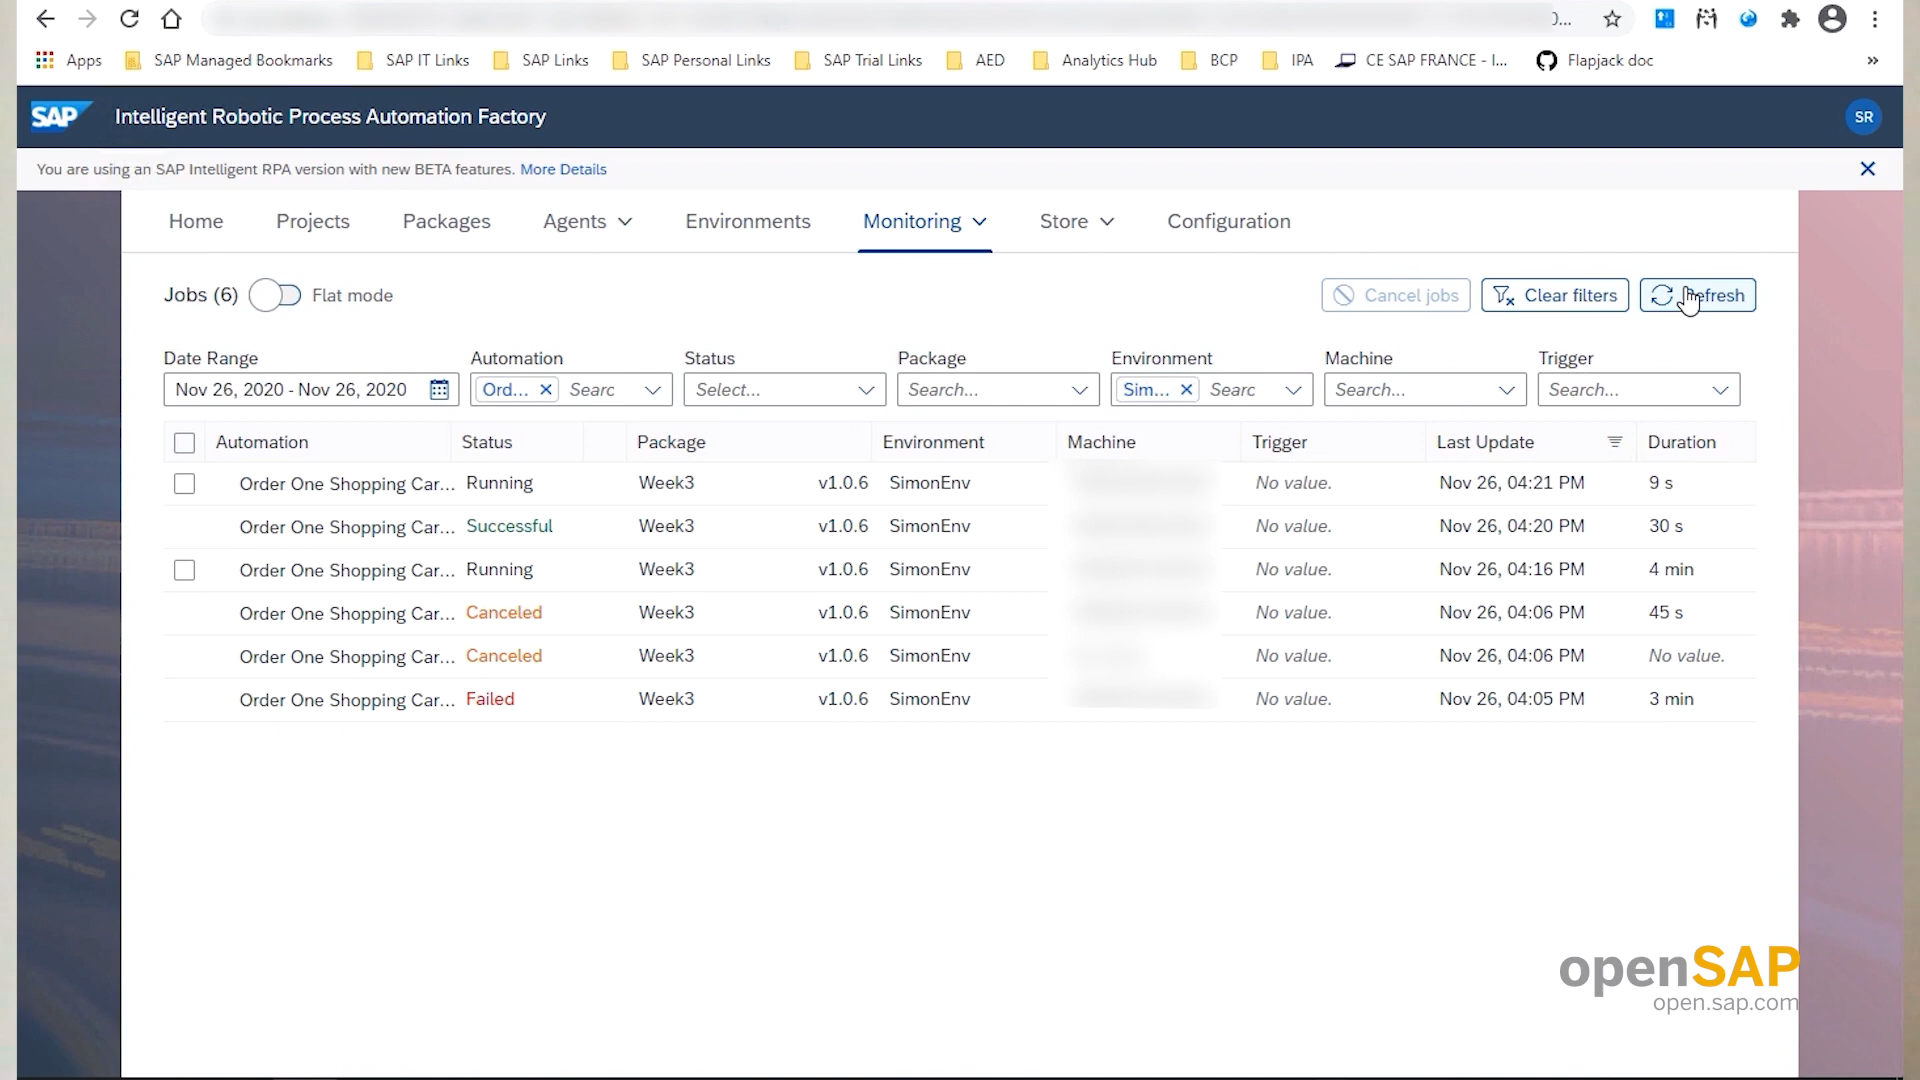 0...
Apps SAP Managed Bookmarks SAP IT Links SAP Links SAP Personal Links SAP Trial Links AED Analytics Hub BCP IPA CE SAP FRANCE - I... Flapjack doc »
SAP Intelligent Robotic Process Automation Factory SR
You are using an SAP Intelligent RPA version with new BETA features. More Details
Home Projects Packages Agents Environments Monitoring Store Configuration
Jobs (6) Flat mode Cancel jobs Clear filters Refresh
Date Range Automation Status Package Environment Machine Trigger
Nov 26, 2020 - Nov 26, 2020 Ord... Searc Select... Search... Sim... Searc Search... Search...
Automation Status Package Environment Machine Trigger Last Update Duration
Order One Shopping Car... Running Week3 v1.0.6 SimonEnv No value. Nov 26, 04:21 PM 9 s
Order One Shopping Car... Successful Week3 v1.0.6 SimonEnv No value. Nov 26, 04:20 PM 30 s
Order One Shopping Car... Running Week3 v1.0.6 SimonEnv No value. Nov 26, 04:16 PM 4 min
Order One Shopping Car... Canceled Week3 v1.0.6 SimonEnv No value. Nov 26, 04:06 PM 45 s
Order One Shopping Car... Canceled Week3 v1.0.6 SimonEnv No value. Nov 26, 04:06 PM No value.
Order One Shopping Car... Failed Week3 v1.0.6 SimonEnv No value. Nov 26, 04:05 PM 3 min
openSAP
open.sap.com